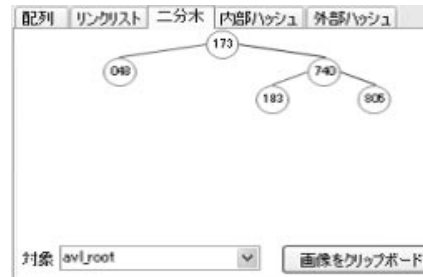 配列 リンクリスト 二分木 内部ハッシュ 外部ハッシュ
173
048 740
183 805
対象 avl_root 画像をクリップボード